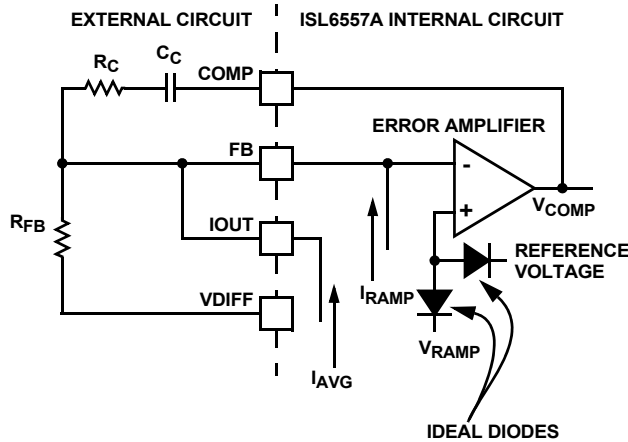 EXTERNAL CIRCUIT
ISL6557A INTERNAL CIRCUIT
RC
CC
COMP
ERROR AMPLIFIER
FB
-
+
VCOMP
RFB
IOUT
REFERENCE
VOLTAGE
IRAMP
VDIFF
VRAMP
IAVG
IDEAL DIODES